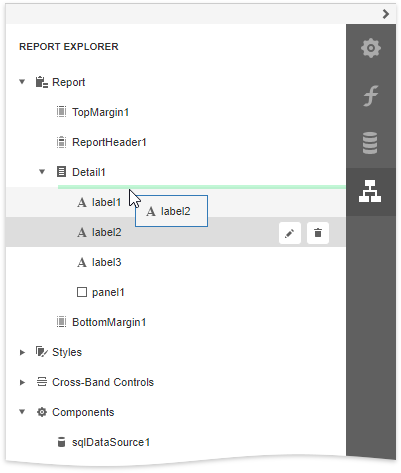 REPORT EXPLORER
Report
TopMargin1
ReportHeader1
Detail1
label1
label2
label2
label3
panel1
BottomMargin1
Styles
Cross-Band Controls
Components
sqlDataSource1